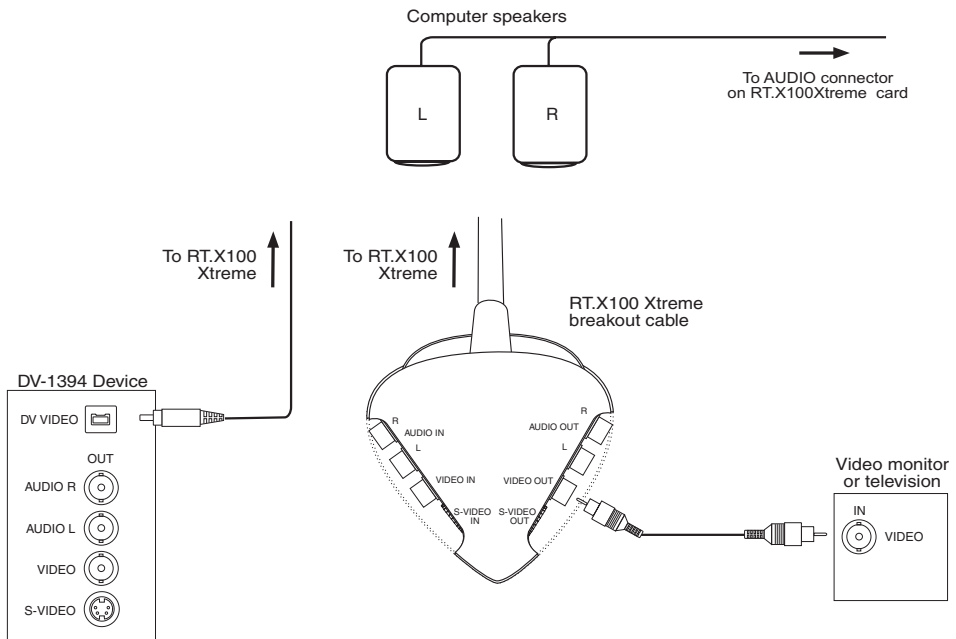 Computer speakers
L
R
To AUDIO connector
on RT.X100Xtreme card
To RT.X100
Xtreme
To RT.X100
Xtreme
RT.X100 Xtreme
breakout cable
DV-1394 Device
DV VIDEO
OUT
AUDIO R
AUDIO L
VIDEO
S-VIDEO
R
AUDIO IN
L
VIDEO IN
S-VIDEO
IN
R
AUDIO OUT
L
VIDEO OUT
S-VIDEO
OUT
Video monitor
or television
IN
VIDEO